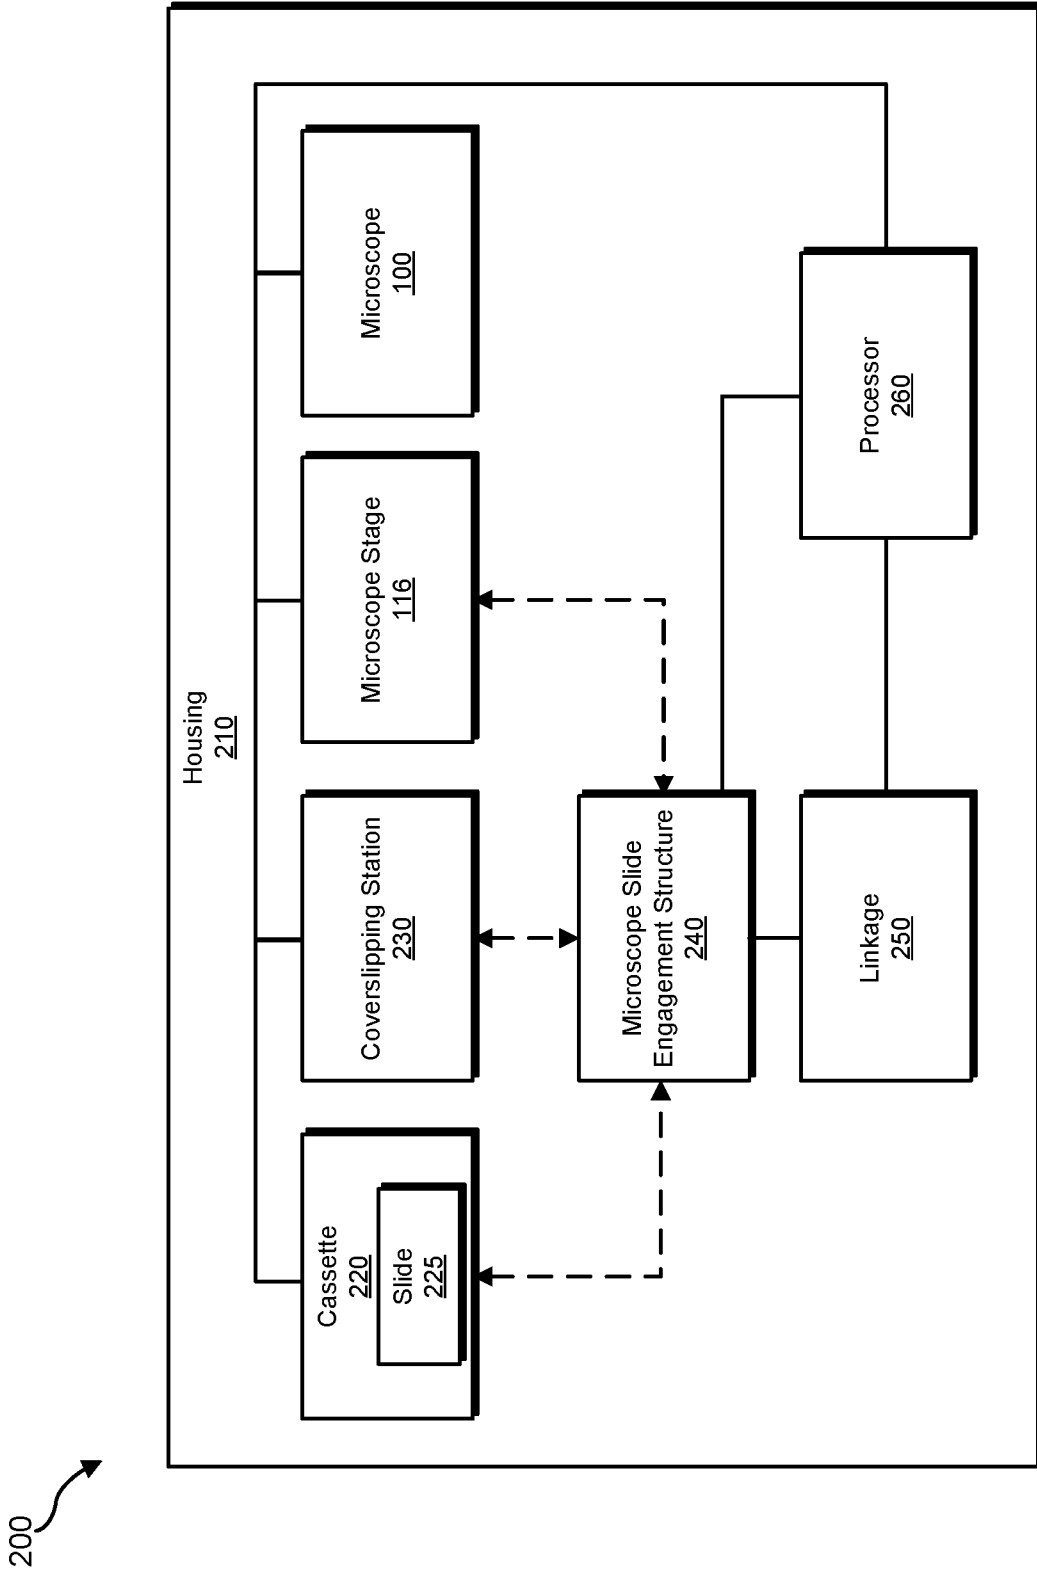 200
Housing
210
Cassette
220
Slide
225
Coverslipping Station
230
Microscope Stage
116
Microscope
100
Microscope Slide
Engagement Structure
240
Linkage
250
Processor
260